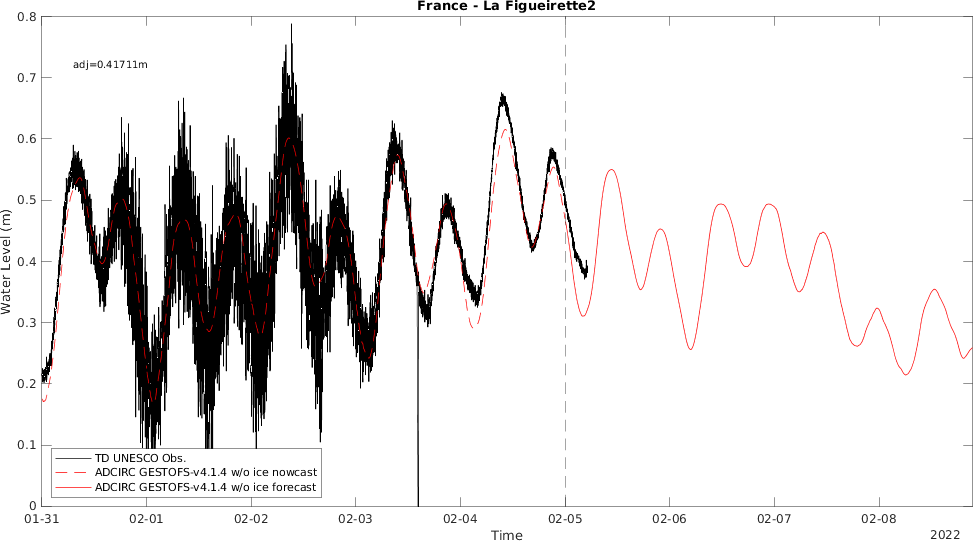 France - La Figueirette2
0.8
0.7
0.6
0.5
0.4
0.3
0.2
0.1
0
Water Level (m)
adj=0.41711m
TD UNESCO Obs.
ADCIRC GESTOFS-v4.1.4 w/o ice nowcast
ADCIRC GESTOFS-v4.1.4 w/o ice forecast
01-31 02-01 02-02 02-03 02-04 02-05 02-06 02-07 02-08
Time
2022